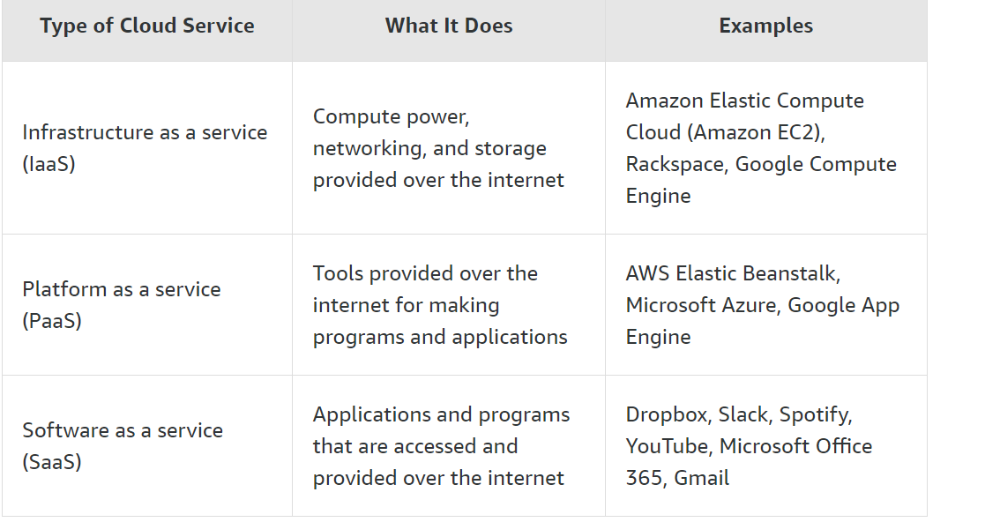 Type of Cloud Service
What It Does
Examples
Infrastructure as a service
(IaaS)
Compute power,
networking, and storage
provided over the internet
Amazon Elastic Compute
Cloud (Amazon EC2),
Rackspace, Google Compute
Engine
Platform as a service
(PaaS)
Tools provided over the
internet for making
programs and applications
AWS Elastic Beanstalk,
Microsoft Azure, Google App
Engine
Software as a service
(SaaS)
Applications and programs
that are accessed and
provided over the internet
Dropbox, Slack, Spotify,
YouTube, Microsoft Office
365, Gmail